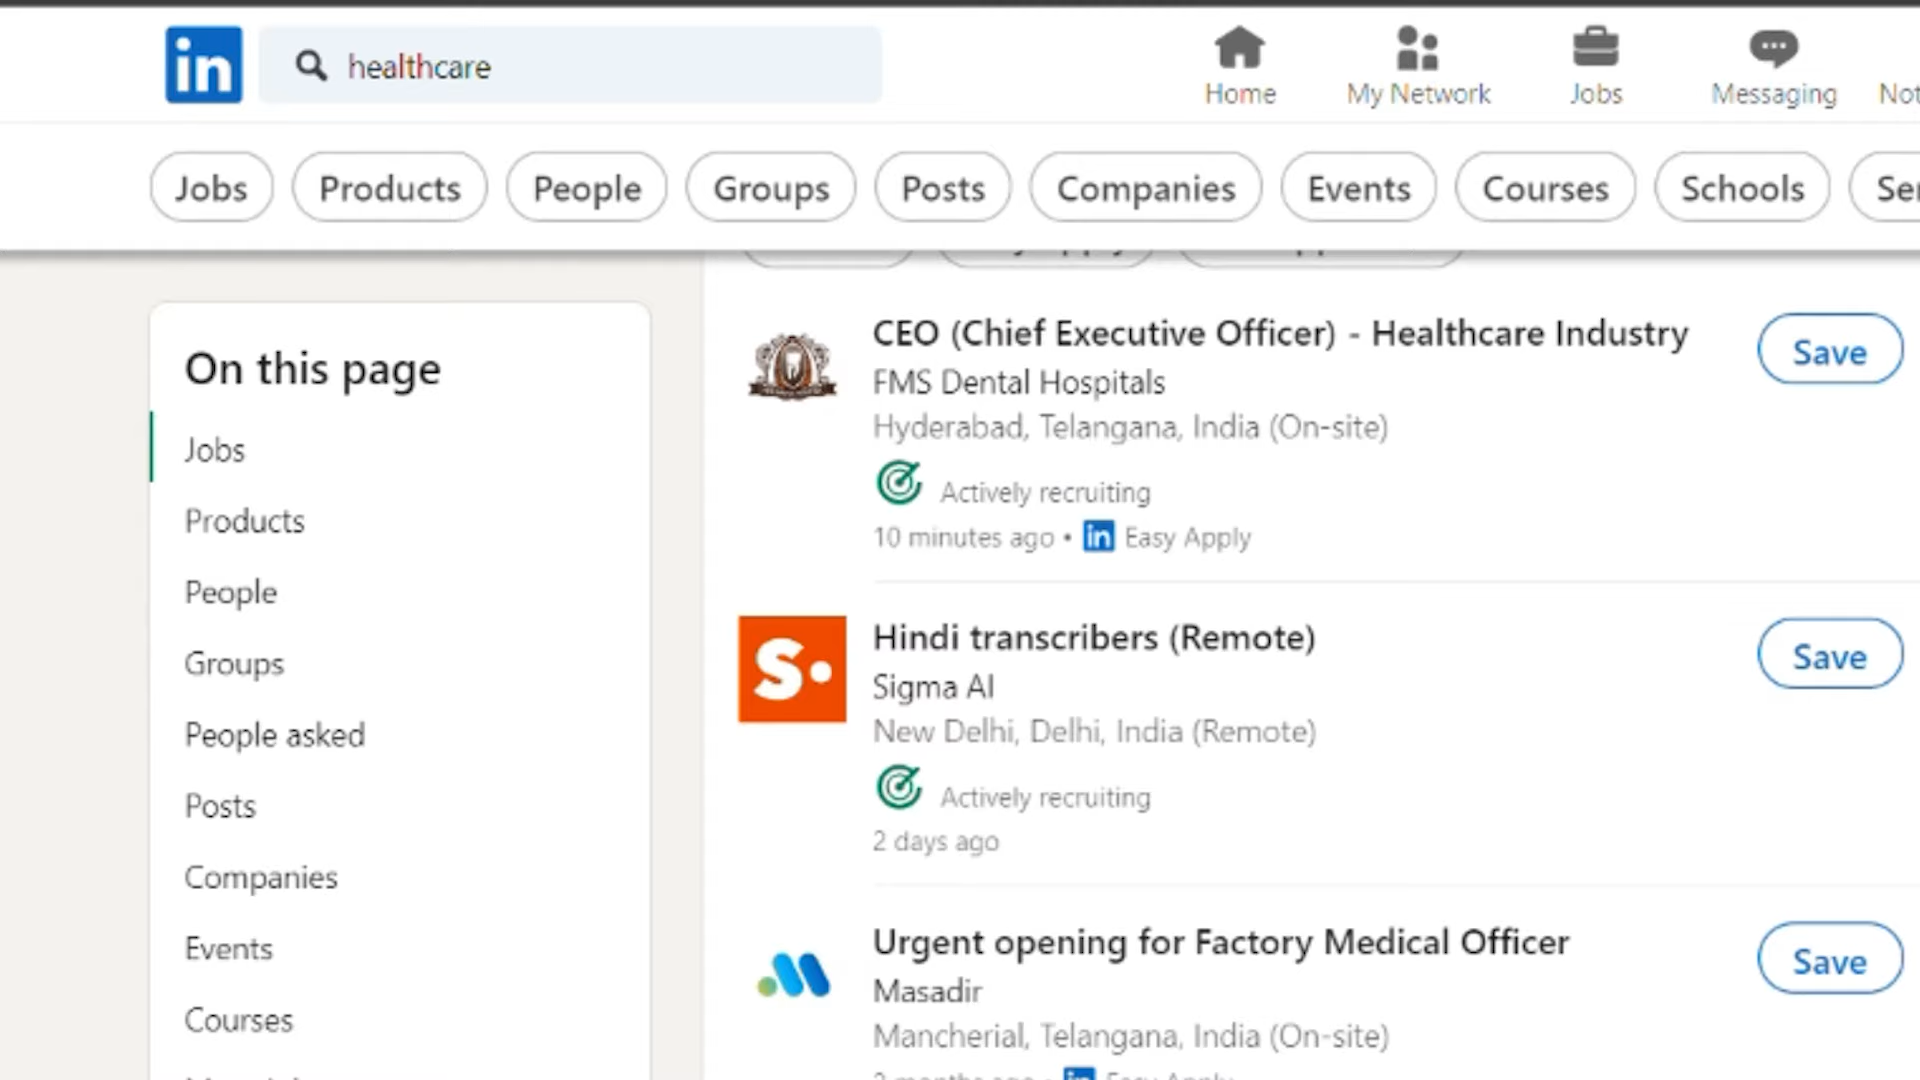 in healthcare
Home My Network Jobs Messaging
Jobs Products People Groups Posts Companies Events Courses Schools
On this page
Jobs
Products
People
Groups
People asked
Posts
Companies
Events
Courses
CEO (Chief Executive Officer) - Healthcare Industry
FMS Dental Hospitals
Hyderabad, Telangana, India (On-site)
Actively recruiting
10 minutes ago • in Easy Apply
Save
S.
Hindi transcribers (Remote)
Sigma AI
New Delhi, Delhi, India (Remote)
Actively recruiting
2 days ago
Save
Urgent opening for Factory Medical Officer
Masadir
Mancherial, Telangana, India (On-site)
Save